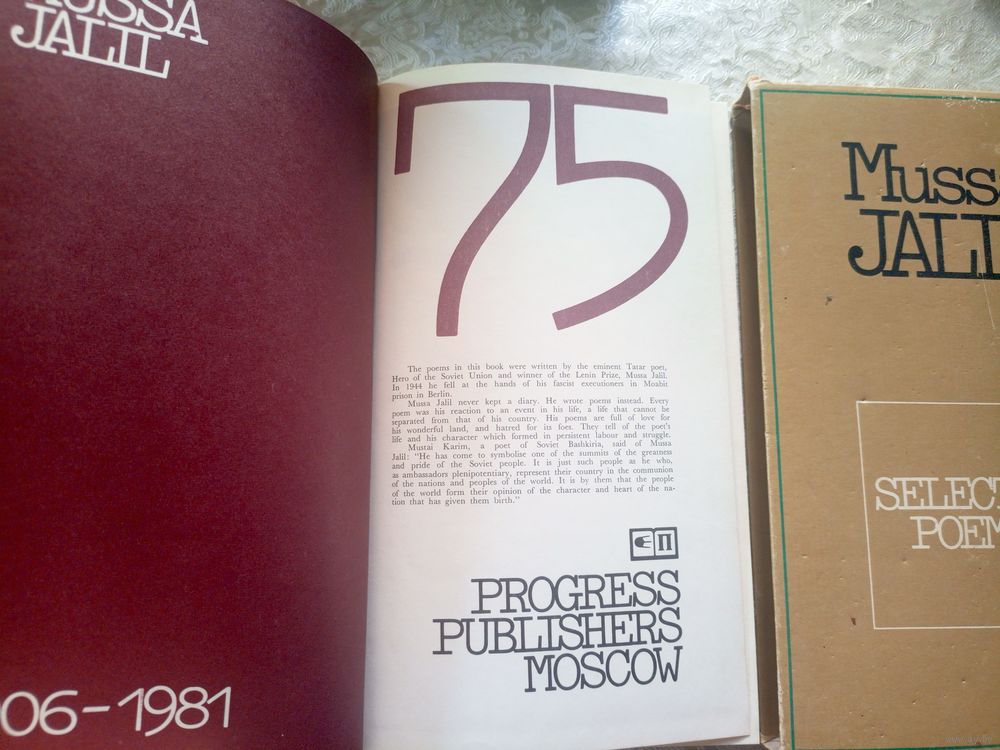 MUSSA
JALIL
06-1981
75
The poems in this book were written by the eminent Tatar poet,
Hero of the Soviet Union and winner of the Lenin Prize, Mossa Jalil.
In 1944 he fell at the hands of his fascist executioners in Moabit
prison in Berlin.
Mussa Jalil never kept a diary. He wrote poems instead. Every
poem was his reaction to an event in his life, a life that cannot be
separated from that of his country. His poems are full of love for
his wonderful land, and hatred for its foes. They tell of the poet's
life and his character which formed in persistent labour and struggle.
Mustai Karim, a poet of Soviet Bashkiria, said of Mussa
Jalil: "He has come to symbolise one of the summits of the greatness
and pride of the Soviet people. It is just such people as he who,
as ambassadors plenipotentiary, represent their country in the communion
of the nations and peoples of the world. It is by them that the people
of the world form their opinion of the character and heart of the na-
tion that has given them birth."
П
PROGRESS
PUBLISHERS
MOSCOW
Muss
JALI
SELEC
POEM